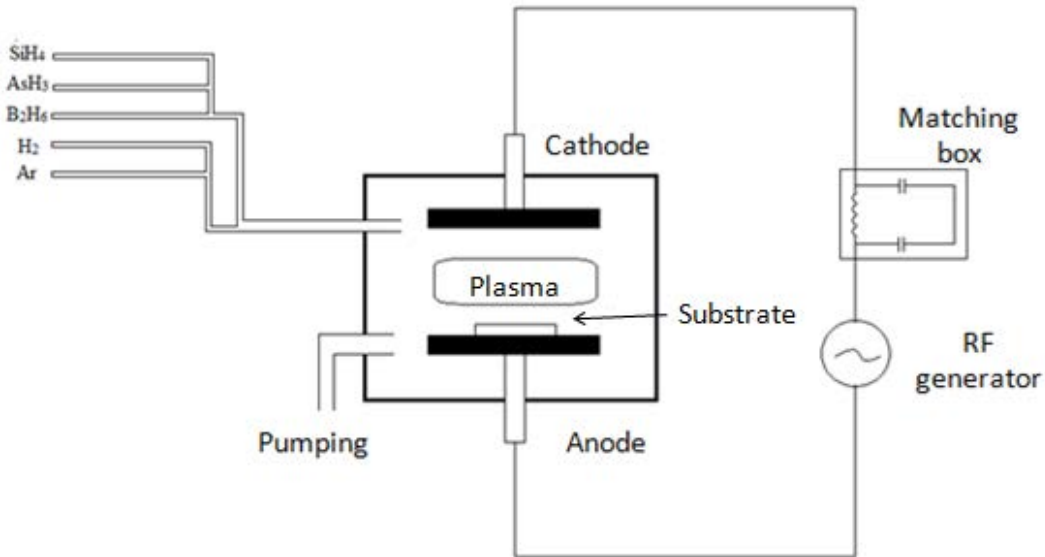 SiH₄
AsH₃
B₂H₆
H₂
Ar
Cathode
Matching
box
Plasma
Substrate
RF
generator
Pumping
Anode